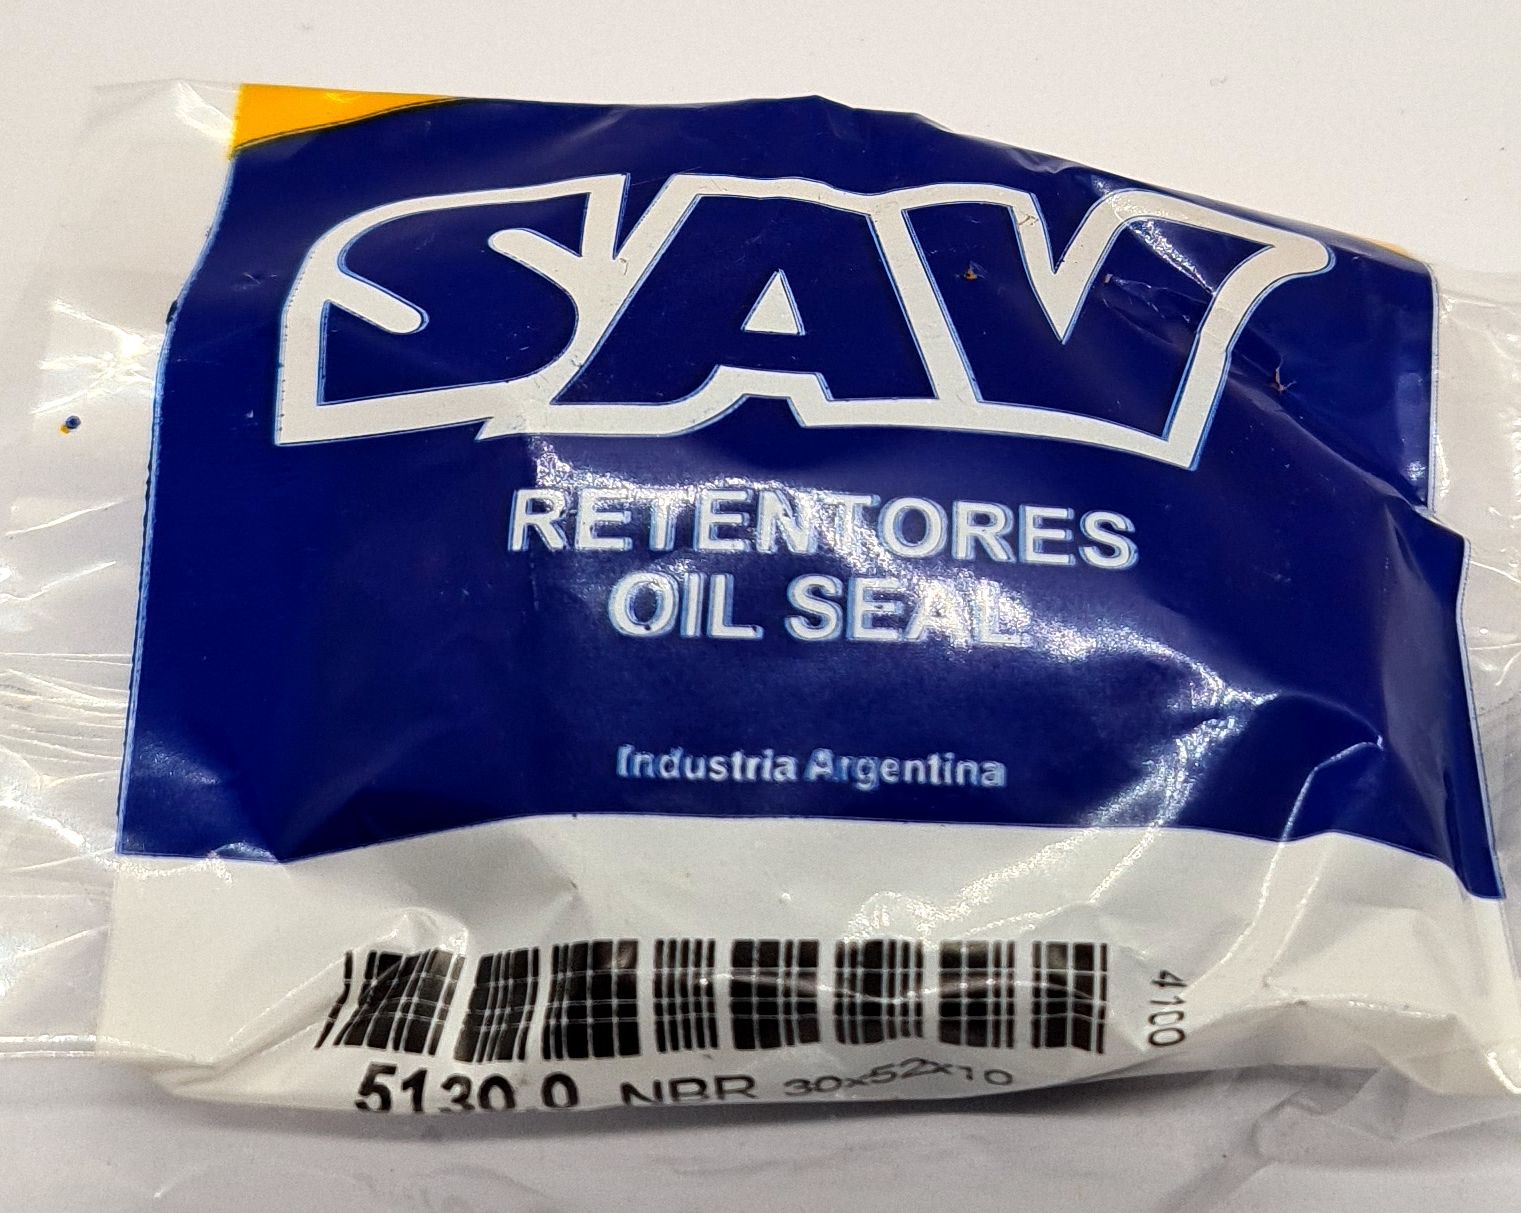 SAV
RETENTORES
OIL SEAL
Industria Argentina
4100
5130.0 NBR 30x52x10